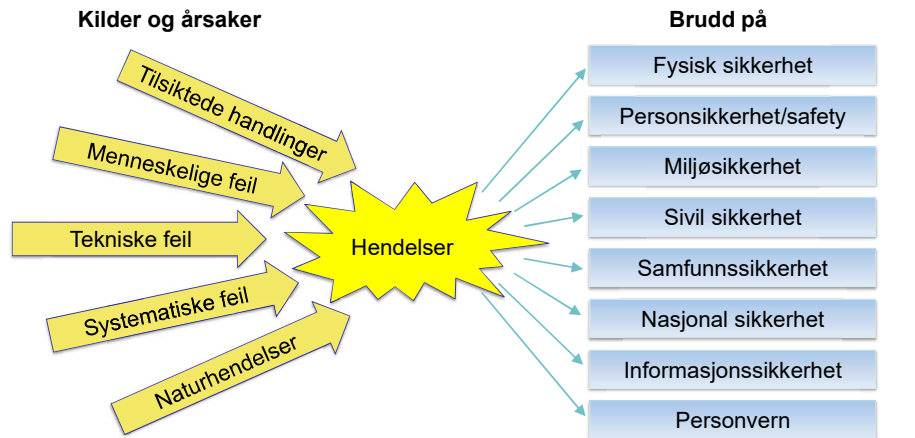 Kilder og årsaker
Brudd på
Tilsiktede handlinger
Menneskelige feil
Tekniske feil
Systematiske feil
Naturhendelser
Hendelser
Fysisk sikkerhet
Personsikkerhet/safety
Miljøsikkerhet
Sivil sikkerhet
Samfunnssikkerhet
Nasjonal sikkerhet
Informasjonssikkerhet
Personvern